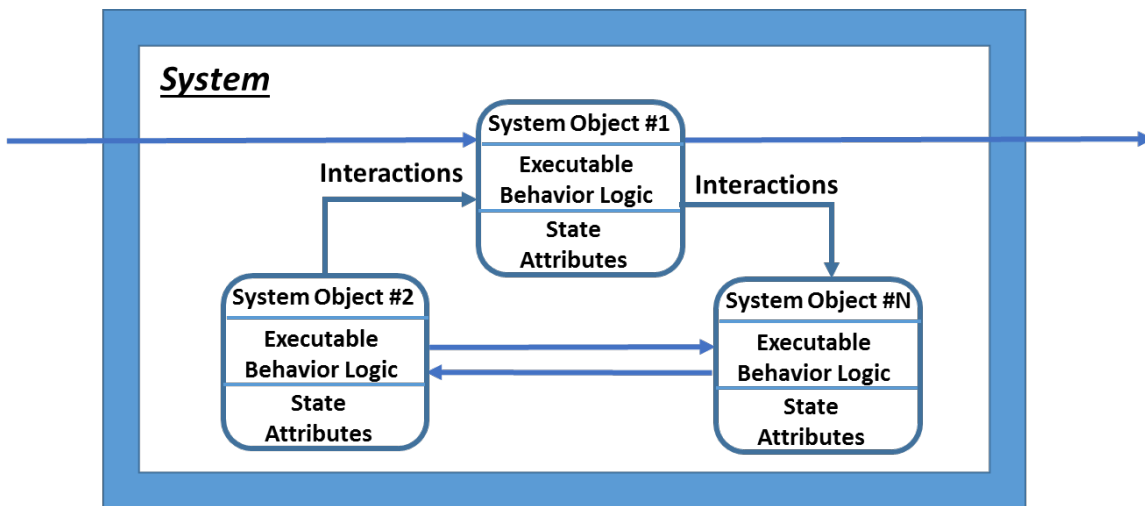 System
System Object #1
Executable
Behavior Logic
State
Attributes
Interactions
Interactions
System Object #2
Executable
Behavior Logic
State
Attributes
System Object #N
Executable
Behavior Logic
State
Attributes